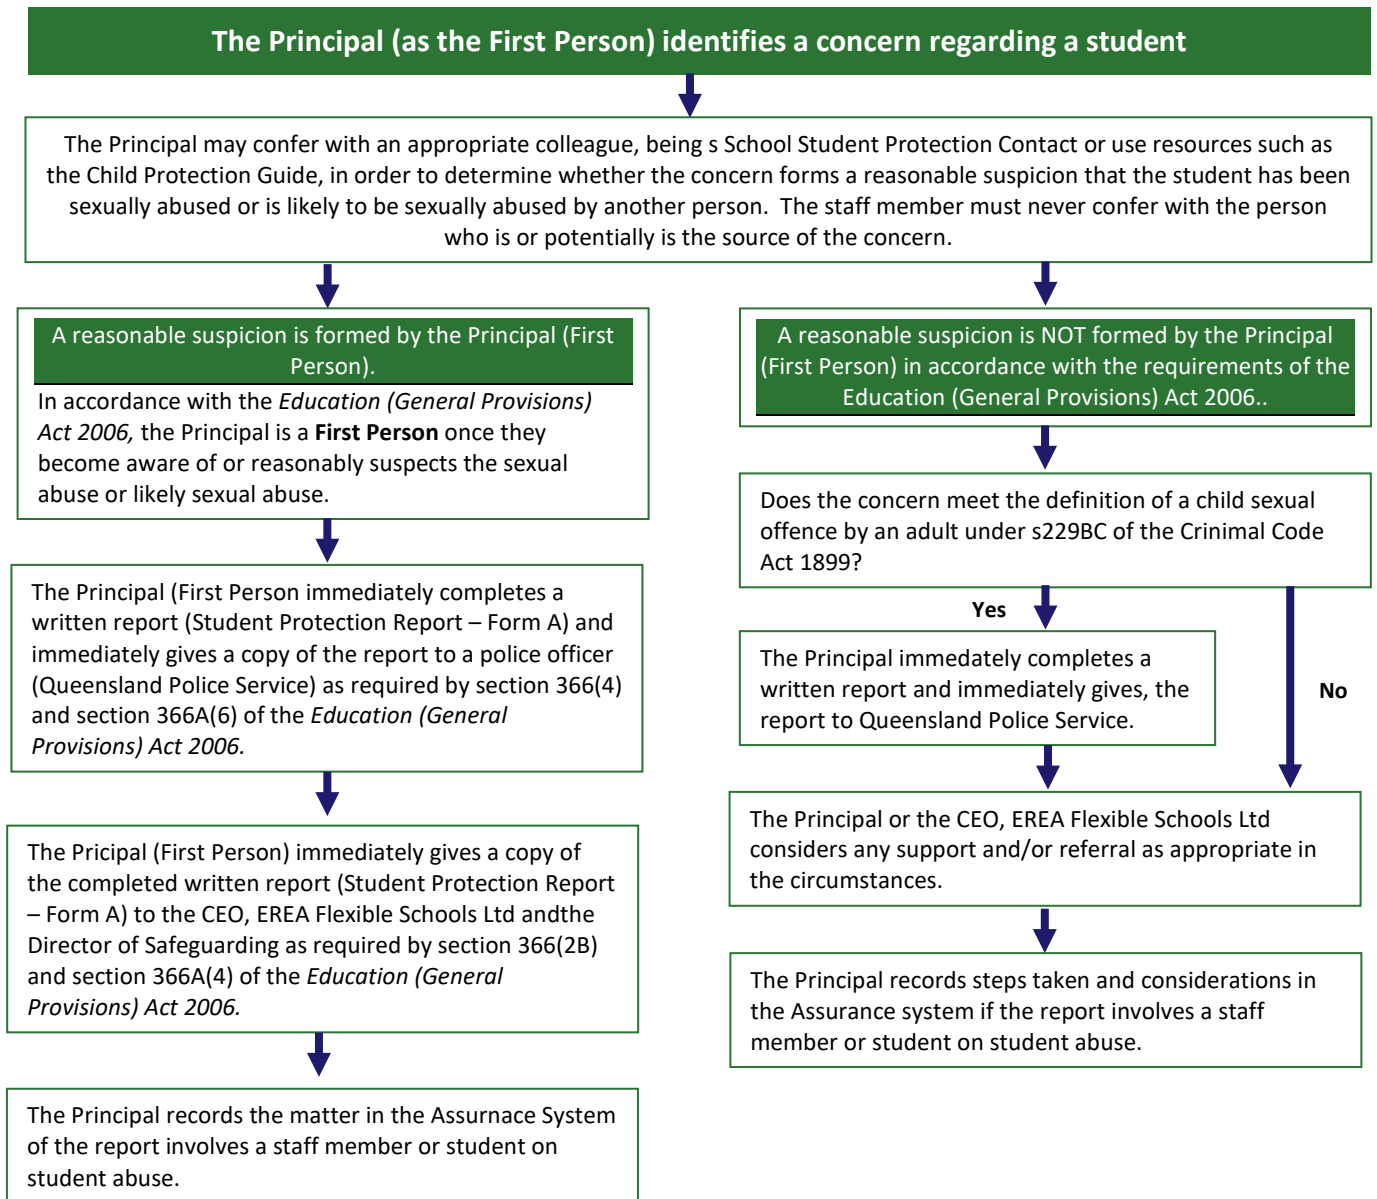 The Principal (as the First Person) identifies a concern regarding a student
The Principal may confer with an appropriate colleague, being s School Student Protection Contact or use resources such as
the Child Protection Guide, in order to determine whether the concern forms a reasonable suspicion that the student has been
sexually abused or is likely to be sexually abused by another person. The staff member must never confer with the person
who is or potentially is the source of the concern.
A reasonable suspicion is formed by the Principal (First
Person).
In accordance with the Education (General Provisions)
Act 2006, the Principal is a First Person once they
become aware of or reasonably suspects the sexual
abuse or likely sexual abuse.
The Principal (First Person immediately completes a
written report (Student Protection Report – Form A) and
immediately gives a copy of the report to a police officer
(Queensland Police Service) as required by section 366(4)
and section 366A(6) of the Education (General
Provisions) Act 2006.
The Pricipal (First Person) immediately gives a copy of
the completed written report (Student Protection Report
– Form A) to the CEO, EREA Flexible Schools Ltd andthe
Director of Safeguarding as required by section 366(2B)
and section 366A(4) of the Education (General
Provisions) Act 2006.
The Principal records the matter in the Assurnace System
of the report involves a staff member or student on
student abuse.
A reasonable suspicion is NOT formed by the Principal
(First Person) in accordance with the requirements of the
Education (General Provisions) Act 2006..
Does the concern meet the definition of a child sexual
offence by an adult under s229BC of the Crinimal Code
Act 1899?
Yes
The Principal immedately completes a
written report and immediately gives, the
report to Queensland Police Service.
No
The Principal or the CEO, EREA Flexible Schools Ltd
considers any support and/or referral as appropriate in
the circumstances.
The Principal records steps taken and considerations in
the Assurance system if the report involves a staff
member or student on student abuse.